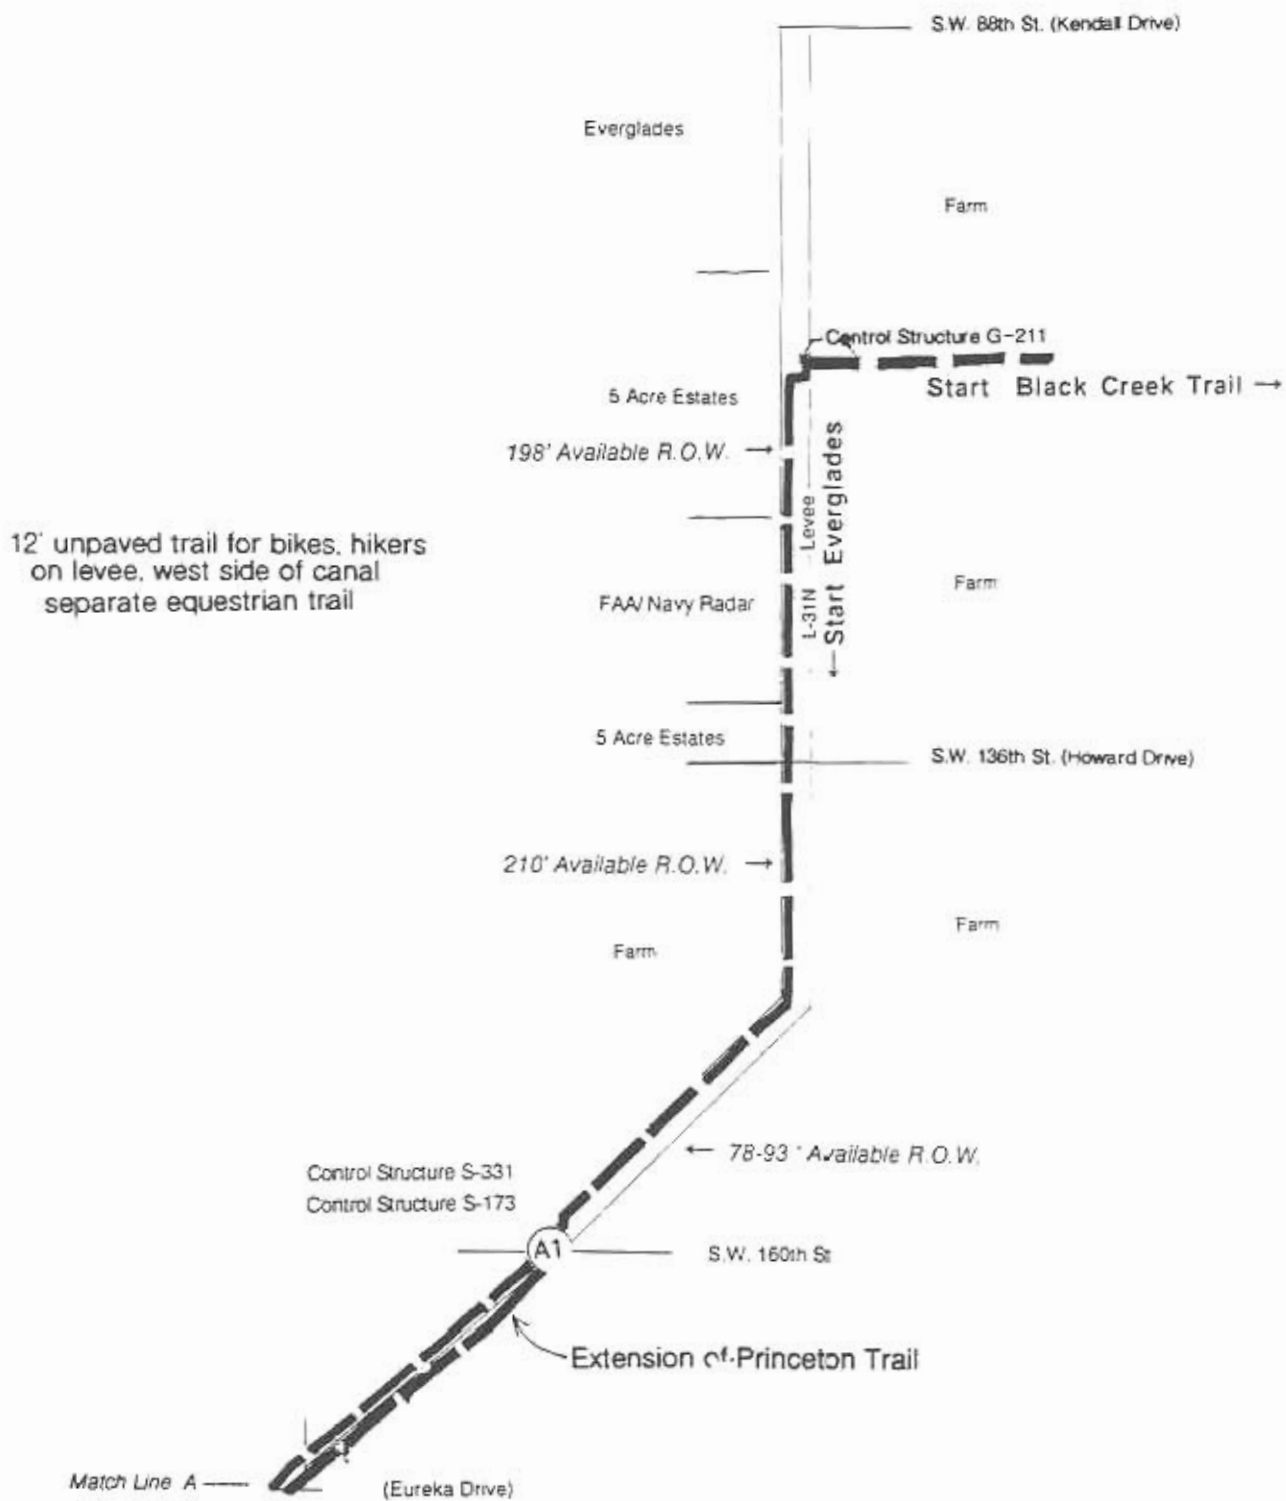 S.W. 88th St. (Kendall Drive)
Everglades
Farm
Control Structure G-211
Start Black Creek Trail →
5 Acre Estates
198' Available R.O.W. →
L-31N Levee
Start Everglades
12' unpaved trail for bikes, hikers
on levee, west side of canal
separate equestrian trail
Farm
FAA/Navy Radar
5 Acre Estates
S.W. 136th St. (Howard Drive)
210' Available R.O.W. →
Farm
Farm
← 78-93 ' Available R.O.W.
Control Structure S-331
Control Structure S-173
A1
S.W. 160th St
Extension of Princeton Trail
Match Line A
(Eureka Drive)